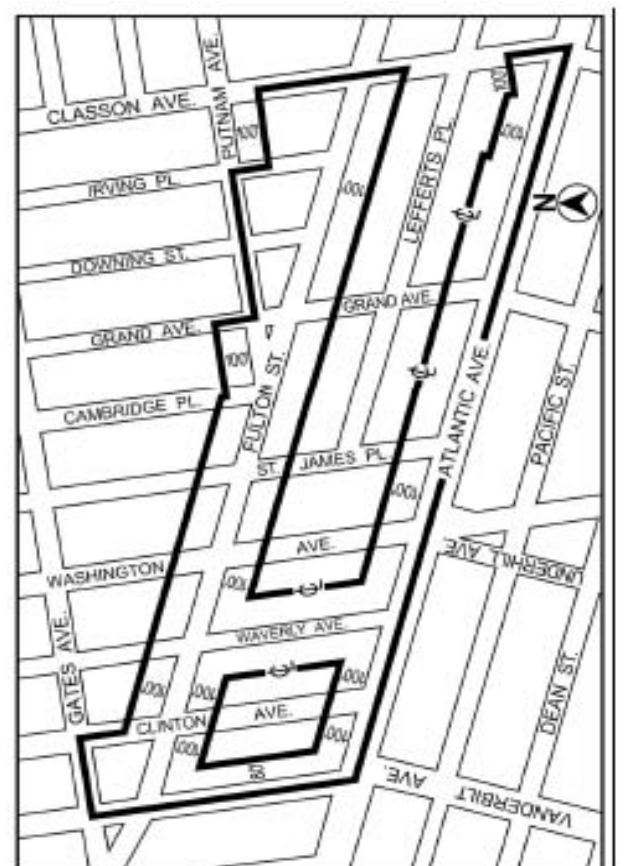 CLASSON AVE.
PUTNAM AVE.
100'
100'
100'
IRVING PL.
100'
LEFFERTS PL.
N
DOWNING ST.
GRAND AVE.
GRAND AVE.
100'
FULTON ST.
CAMBRIDGE PL.
ATLANTIC AVE.
PACIFIC ST.
ST. JAMES PL.
100'
WASHINGTON AVE.
100'
UNDERHILL AVE.
WAVERLY AVE.
GATES AVE.
100'
100'
100'
CLINTON AVE.
100'
100'
DEAN ST.
VANDERBILT AVE.